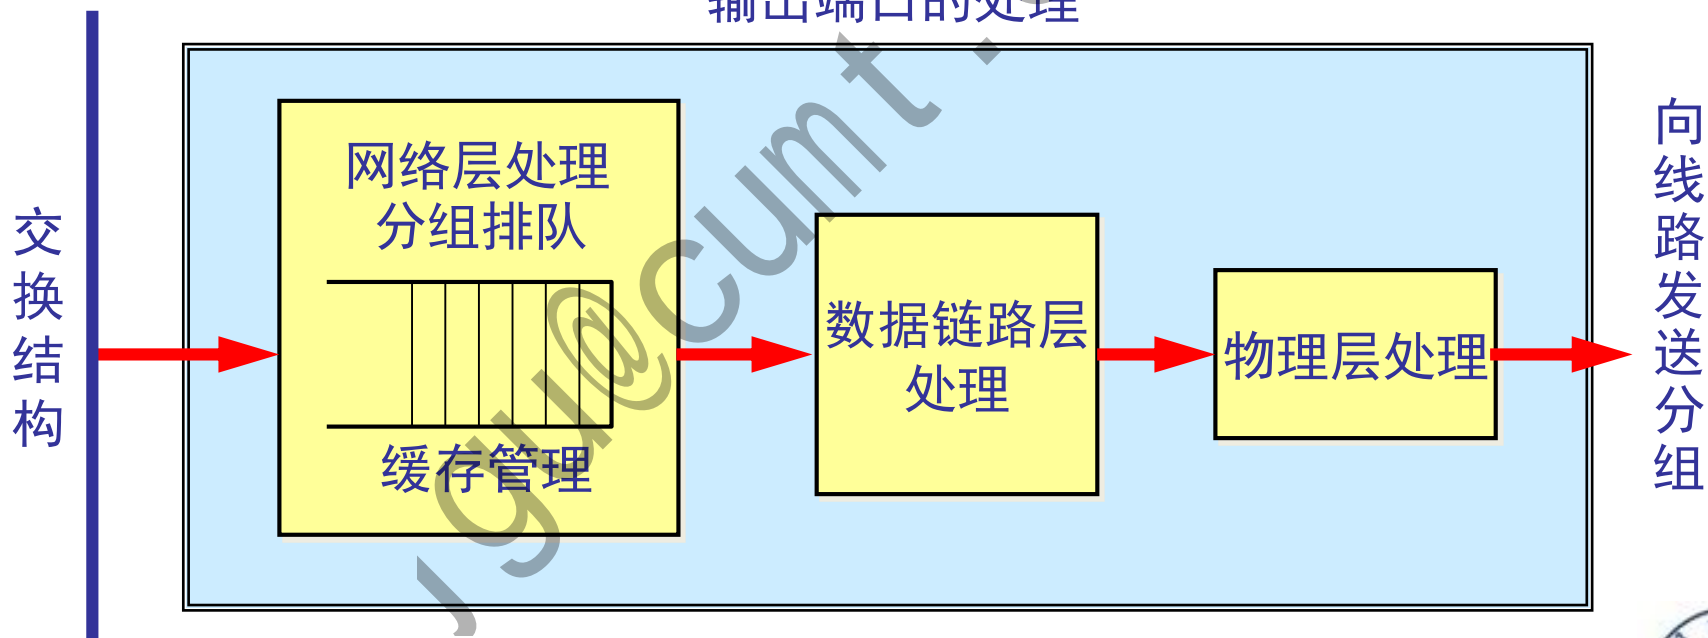 输出端口的处理
交换结构
网络层处理
分组排队
缓存管理
数据链路层
处理
物理层处理
向线路发送分组
gu@cumt.